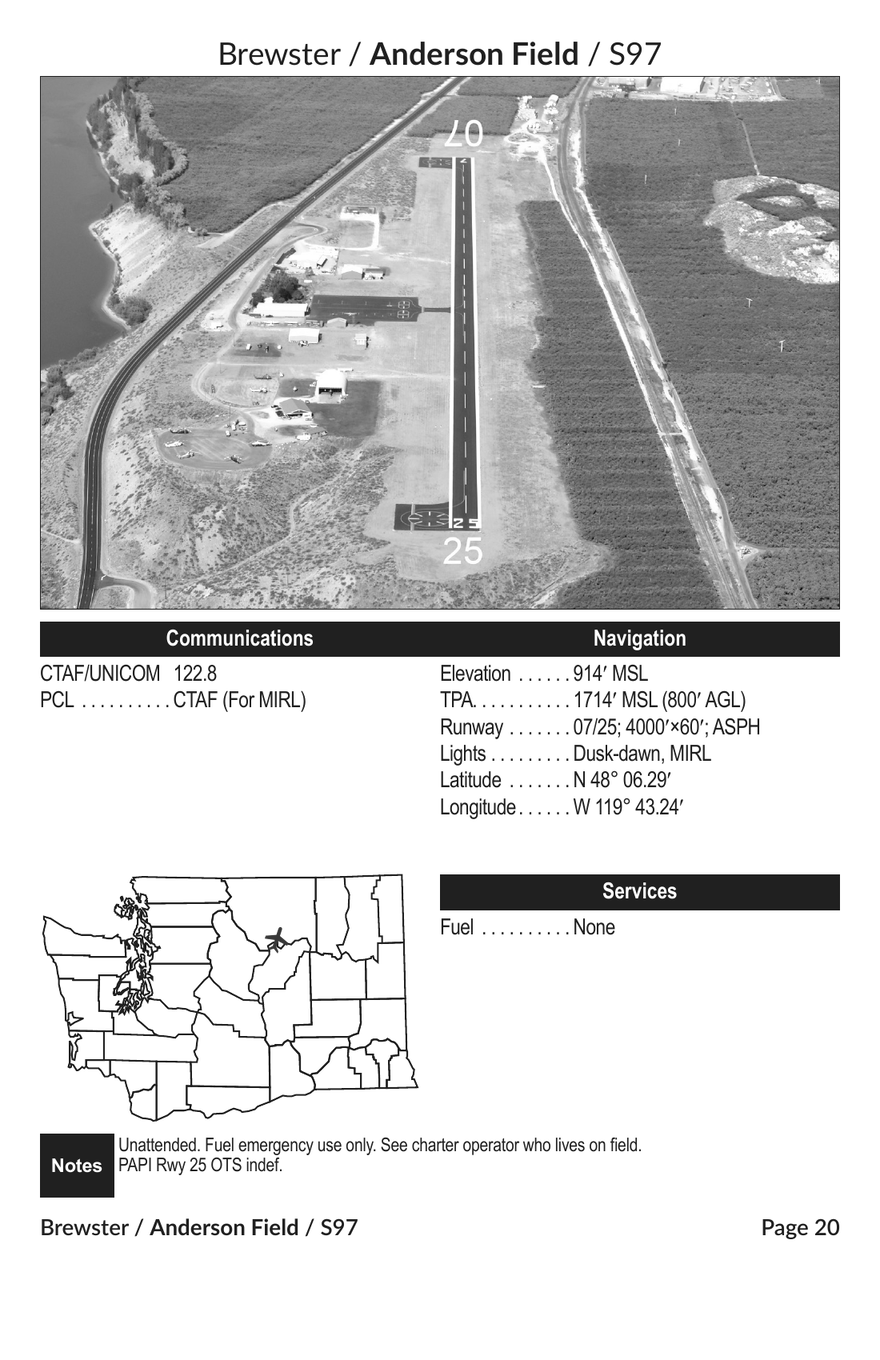 Brewster / Anderson Field / S97
07
25
25
Communications
Navigation
CTAF/UNICOM 122.8
PCL . . . . . . . . . . CTAF (For MIRL)
Elevation . . . . . . 914′ MSL
TPA. . . . . . . . . . . 1714′ MSL (800′ AGL)
Runway . . . . . . . 07/25; 4000′×60′; ASPH
Lights . . . . . . . . . Dusk-dawn, MIRL
Latitude . . . . . . . N 48° 06.29′
Longitude. . . . . . W 119° 43.24′
Services
Fuel . . . . . . . . . . None
Notes
Unattended. Fuel emergency use only. See charter operator who lives on field.
PAPI Rwy 25 OTS indef.
Brewster / Anderson Field / S97
Page 20